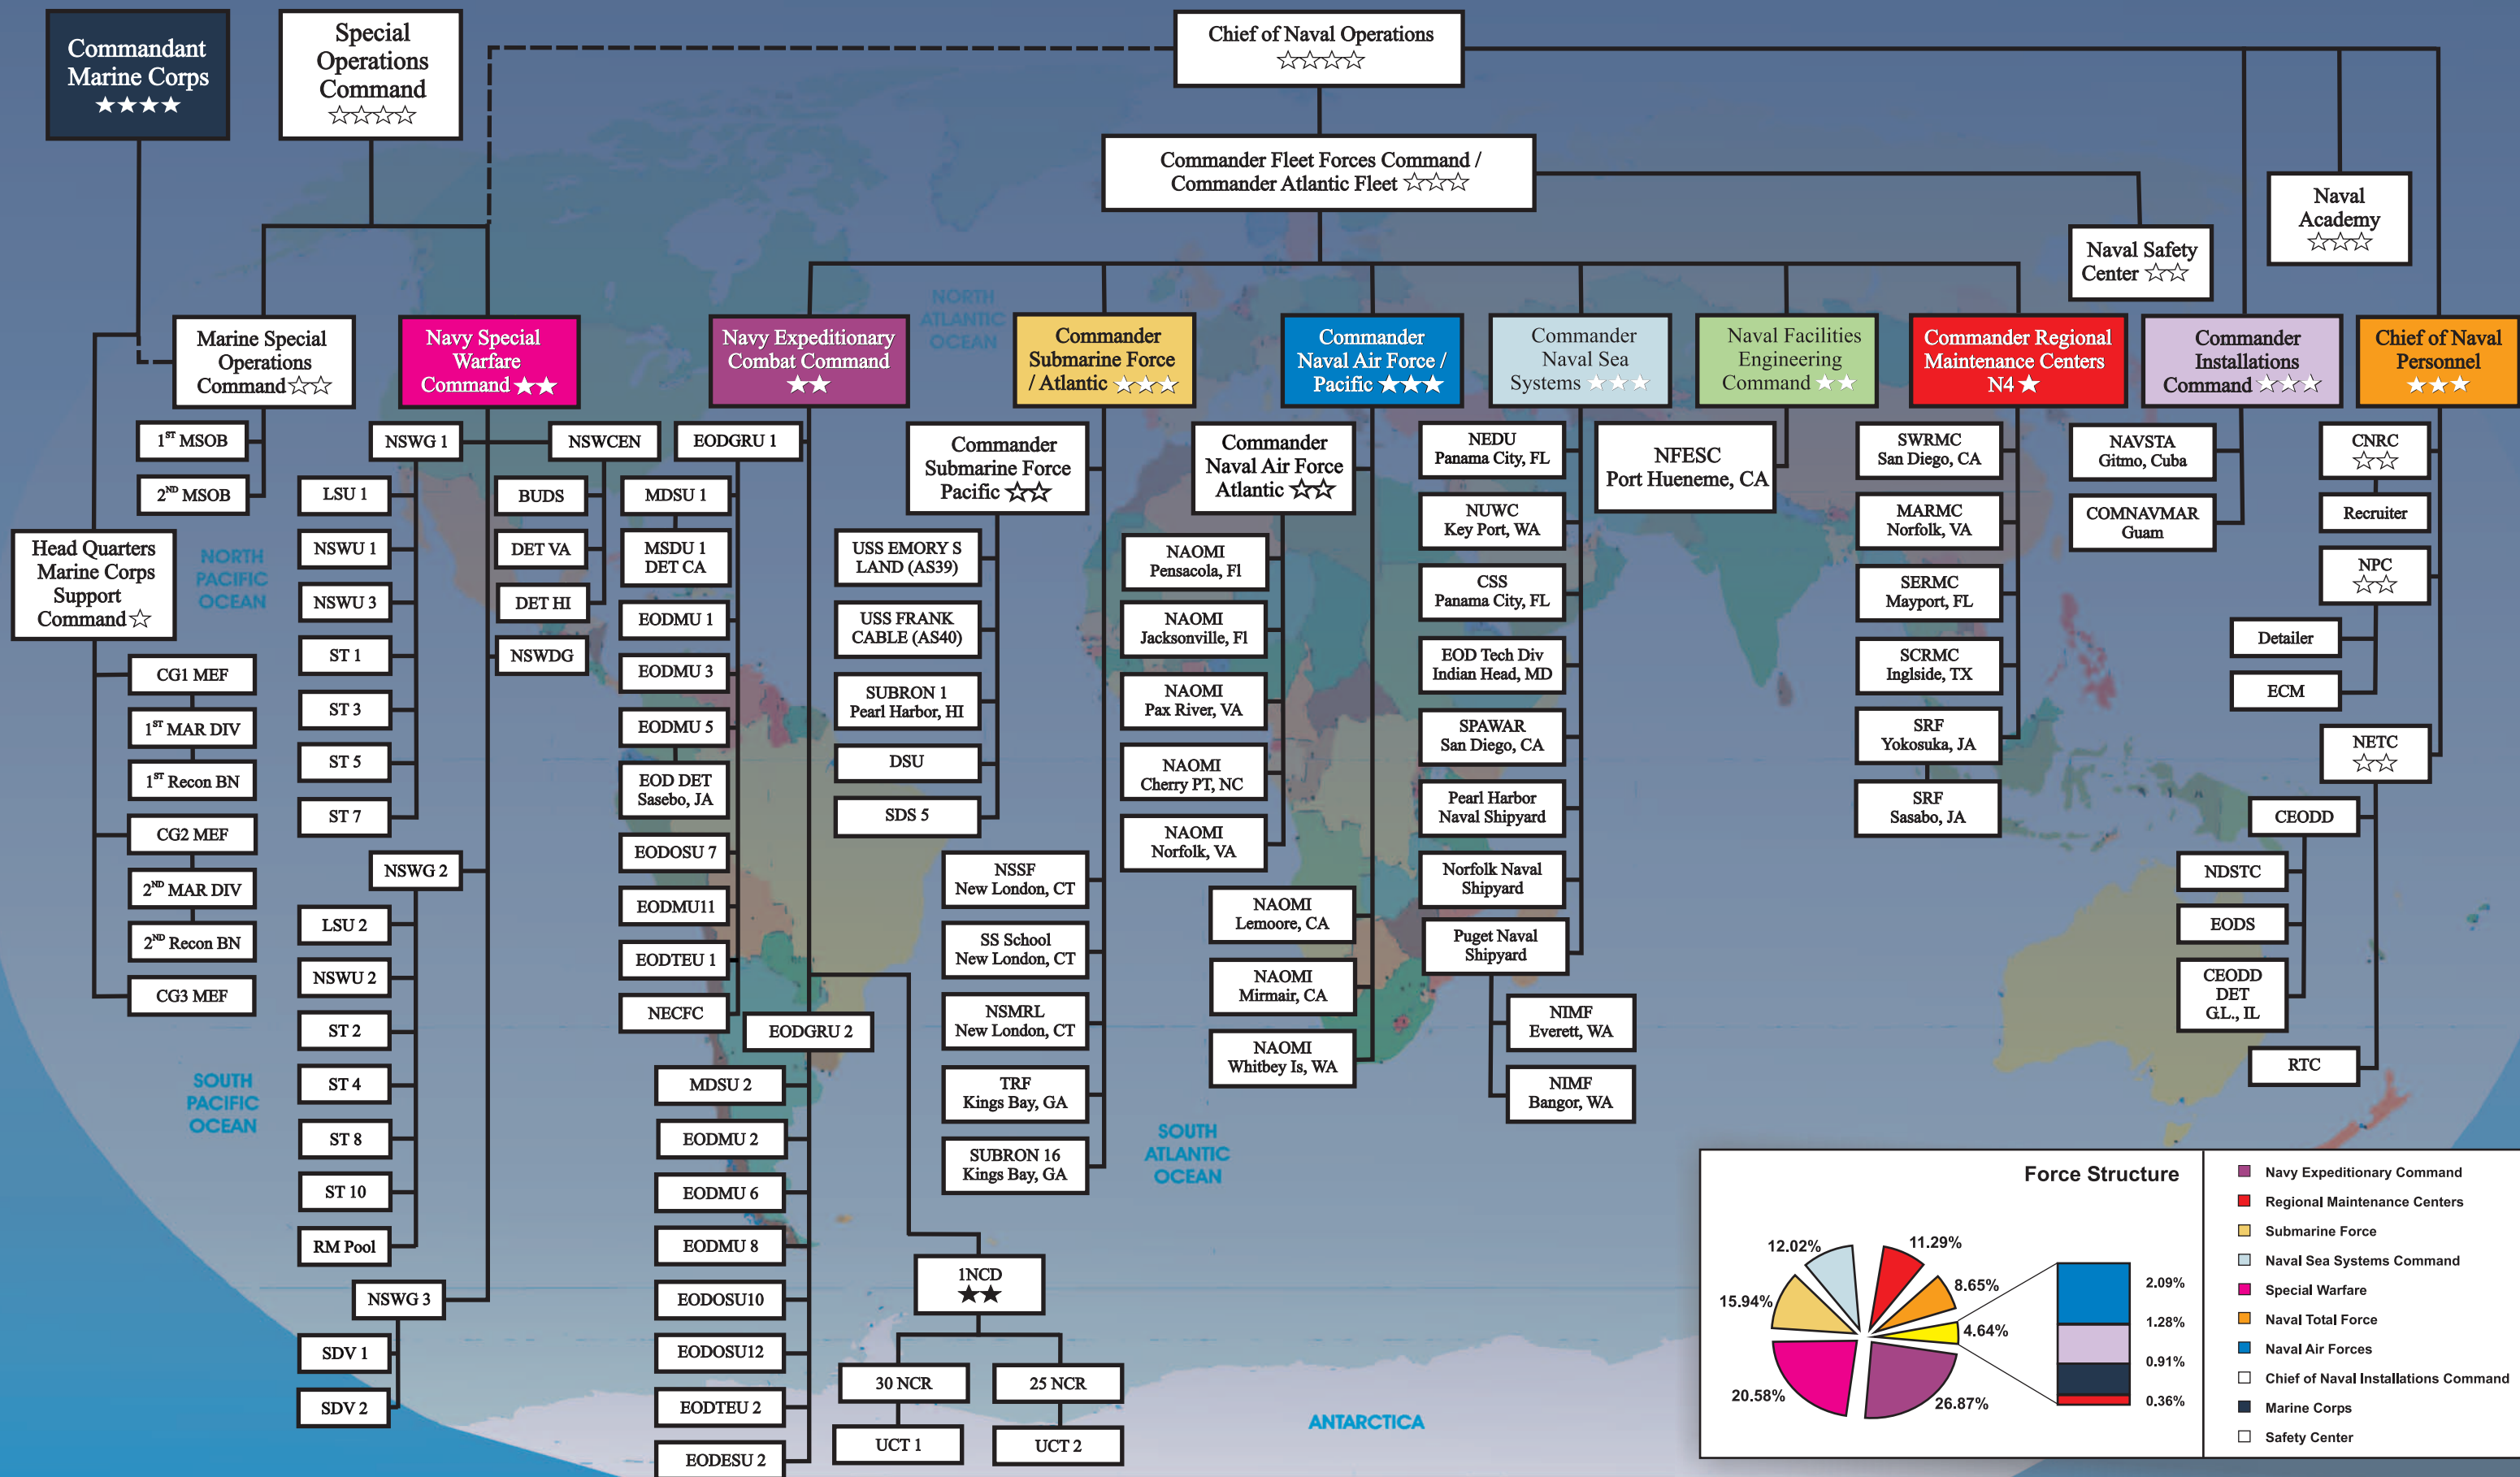 Commandant
Marine Corps
★★★★
Special
Operations
Command
☆☆☆☆
Chief of Naval Operations
☆☆☆☆
Commander Fleet Forces Command /
Commander Atlantic Fleet ☆☆☆
Naval
Academy
☆☆☆
Naval Safety
Center ☆☆
Marine Special
Operations
Command ☆☆
Navy Special
Warfare
Command ★★
Navy Expeditionary
Combat Command
★★
Commander
Submarine Force
/ Atlantic ★★★
Commander
Naval Air Force /
Pacific ★★★
Commander
Naval Sea
Systems ★★★
Naval Facilities
Engineering
Command ★★
Commander Regional
Maintenance Centers
N4 ★
Commander
Installations
Command ★★★
Chief of Naval
Personnel
★★★
1ST MSOB
2ND MSOB
Head Quarters
Marine Corps
Support
Command ☆
CG1 MEF
1ST MAR DIV
1ST Recon BN
CG2 MEF
2ND MAR DIV
2ND Recon BN
CG3 MEF
NSWG 1
LSU 1
NSWU 1
NSWU 3
ST 1
ST 3
ST 5
ST 7
NSWCEN
BUDS
DET VA
DET HI
NSWDG
NSWG 2
LSU 2
NSWU 2
ST 2
ST 4
ST 8
ST 10
RM Pool
NSWG 3
SDV 1
SDV 2
EODGRU 1
MDSU 1
MSDU 1
DET CA
EODMU 1
EODMU 3
EODMU 5
EOD DET
Sasebo, JA
EODOSU 7
EODMU11
EODTEU 1
NECFC
EODGRU 2
MDSU 2
EODMU 2
EODMU 6
EODMU 8
EODOSU10
EODOSU12
EODTEU 2
EODESU 2
1NCD
★★
30 NCR
25 NCR
UCT 1
UCT 2
Commander
Submarine Force
Pacific ☆☆
USS EMORY S
LAND (AS39)
USS FRANK
CABLE (AS40)
SUBRON 1
Pearl Harbor, HI
DSU
SDS 5
NSSF
New London, CT
SS School
New London, CT
NSMRL
New London, CT
TRF
Kings Bay, GA
SUBRON 16
Kings Bay, GA
Commander
Naval Air Force
Atlantic ☆☆
NAOMI
Pensacola, Fl
NAOMI
Jacksonville, Fl
NAOMI
Pax River, VA
NAOMI
Cherry PT, NC
NAOMI
Norfolk, VA
NAOMI
Lemoore, CA
NAOMI
Mirmair, CA
NAOMI
Whitbey Is, WA
NEDU
Panama City, FL
NUWC
Key Port, WA
CSS
Panama City, FL
EOD Tech Div
Indian Head, MD
SPAWAR
San Diego, CA
Pearl Harbor
Naval Shipyard
Norfolk Naval
Shipyard
Puget Naval
Shipyard
NIMF
Everett, WA
NIMF
Bangor, WA
NFESC
Port Hueneme, CA
SWRMC
San Diego, CA
MARMC
Norfolk, VA
SERMC
Mayport, FL
SCRMC
Inglside, TX
SRF
Yokosuka, JA
SRF
Sasabo, JA
NAVSTA
Gitmo, Cuba
COMNAVMAR
Guam
CNRC
☆☆
Recruiter
NPC
☆☆
Detailer
ECM
NETC
☆☆
CEODD
NDSTC
EODS
CEODD
DET
G.L., IL
RTC
NORTH
PACIFIC
OCEAN
NORTH
ATLANTIC
OCEAN
SOUTH
PACIFIC
OCEAN
SOUTH
ATLANTIC
OCEAN
ANTARCTICA
Force Structure
12.02%
11.29%
8.65%
15.94%
4.64%
20.58%
26.87%
2.09%
1.28%
0.91%
0.36%
Navy Expeditionary Command
Regional Maintenance Centers
Submarine Force
Naval Sea Systems Command
Special Warfare
Naval Total Force
Naval Air Forces
Chief of Naval Installations Command
Marine Corps
Safety Center